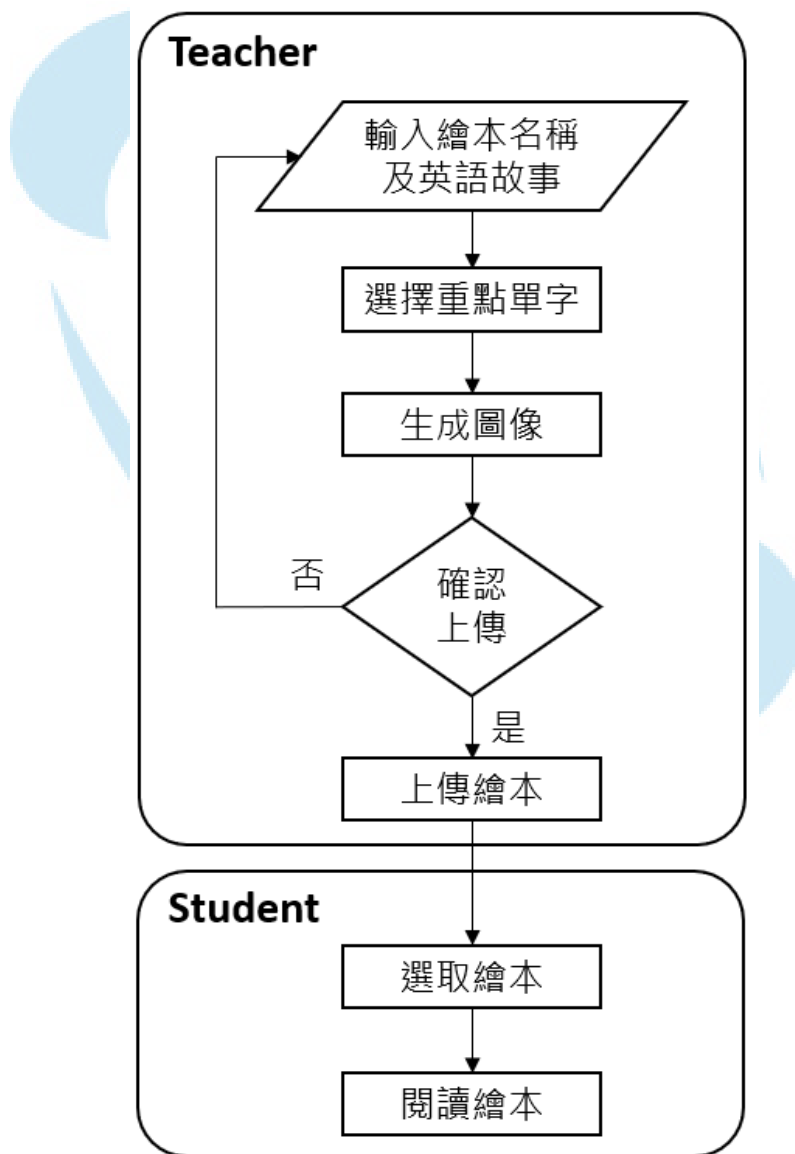 Teacher
輸入繪本名稱
及英語故事
選擇重點單字
生成圖像
否
確認
上傳
是
上傳繪本
Student
選取繪本
閱讀繪本